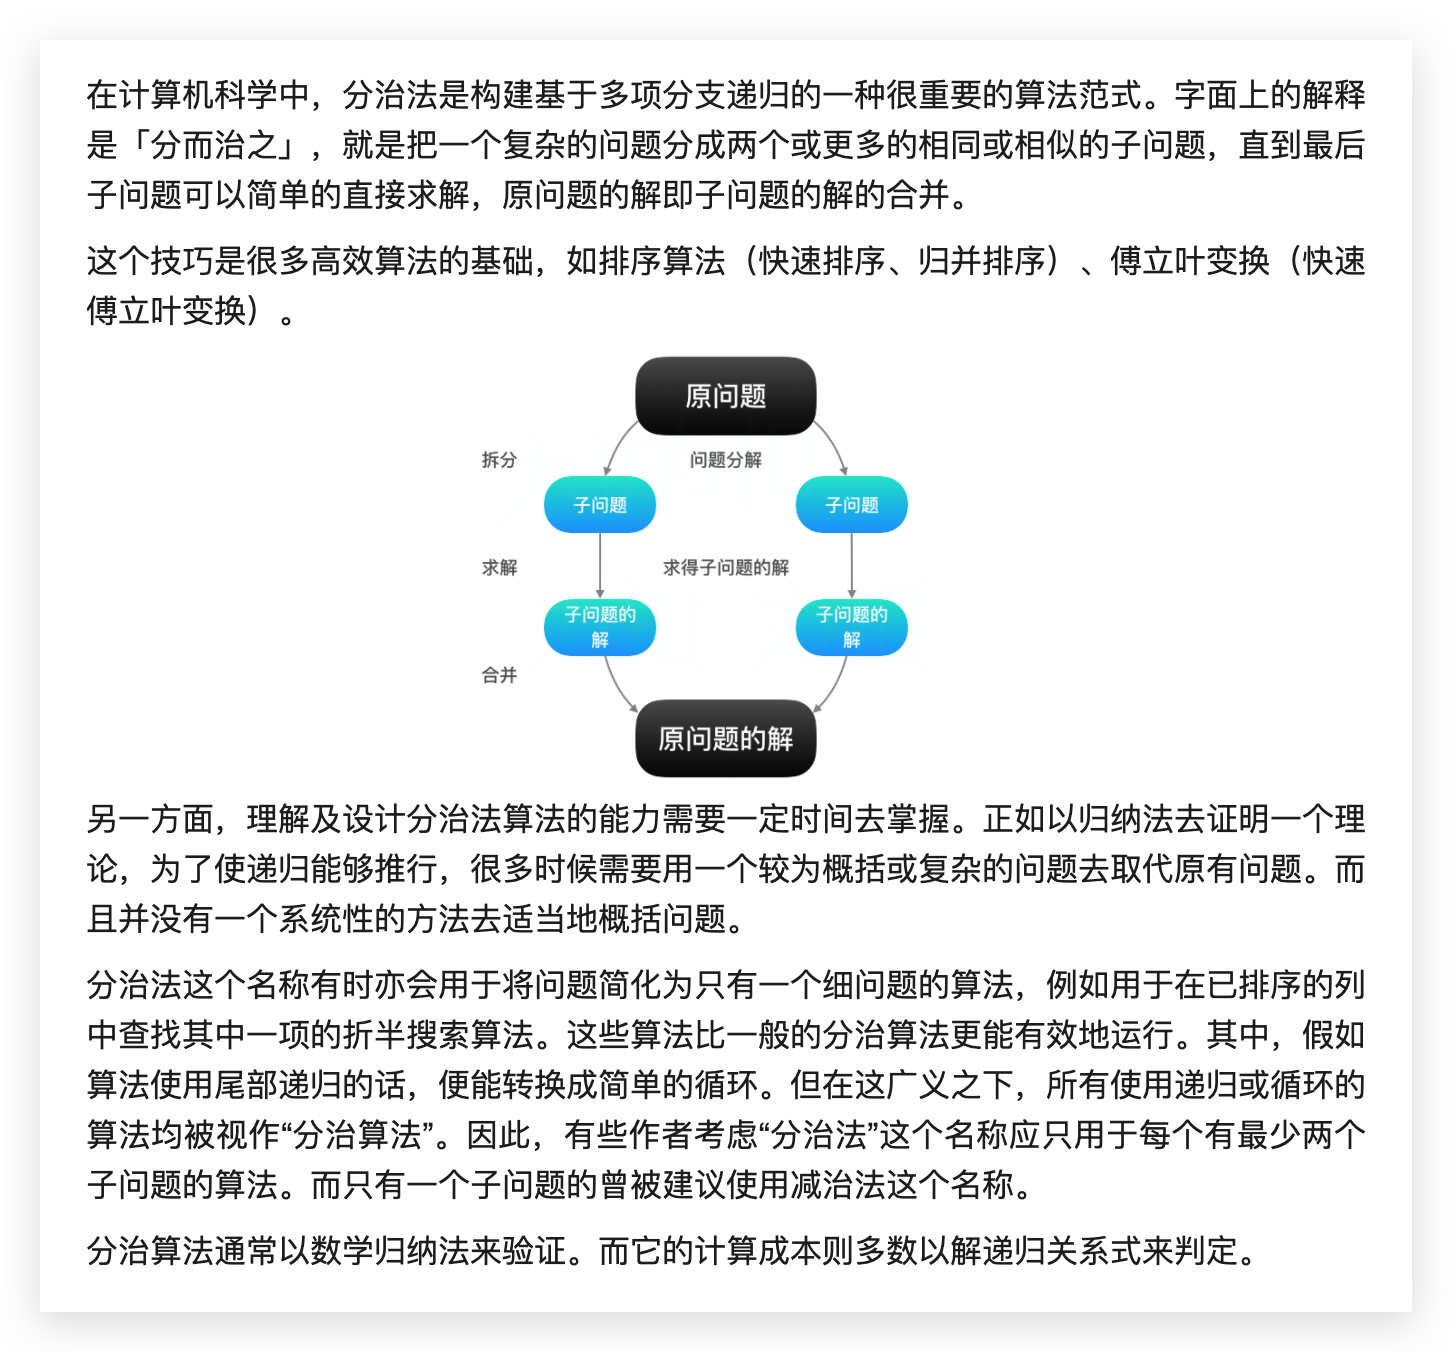 在计算机科学中，分治法是构建基于多项分支递归的一种很重要的算法范式。字面上的解释
是「分而治之」，就是把一个复杂的问题分成两个或更多的相同或相似的子问题，直到最后
子问题可以简单的直接求解，原问题的解即子问题的解的合并。
这个技巧是很多高效算法的基础，如排序算法（快速排序、归并排序）、傅立叶变换（快速
傅立叶变换）。
原问题
拆分
问题分解
子问题
子问题
求解
求得子问题的解
子问题的
解
子问题的
解
合并
原问题的解
另一方面，理解及设计分治法算法的能力需要一定时间去掌握。正如以归纳法去证明一个理
论，为了使递归能够推行，很多时候需要用一个较为概括或复杂的问题去取代原有问题。而
且并没有一个系统性的方法去适当地概括问题。
分治法这个名称有时亦会用于将问题简化为只有一个细问题的算法，例如用于在已排序的列
中查找其中一项的折半搜索算法。这些算法比一般的分治算法更能有效地运行。其中，假如
算法使用尾部递归的话，便能转换成简单的循环。但在这广义之下，所有使用递归或循环的
算法均被视作“分治算法”。因此，有些作者考虑“分治法”这个名称应只用于每个有最少两个
子问题的算法。而只有一个子问题的曾被建议使用减治法这个名称。
分治算法通常以数学归纳法来验证。而它的计算成本则多数以解递归关系式来判定。